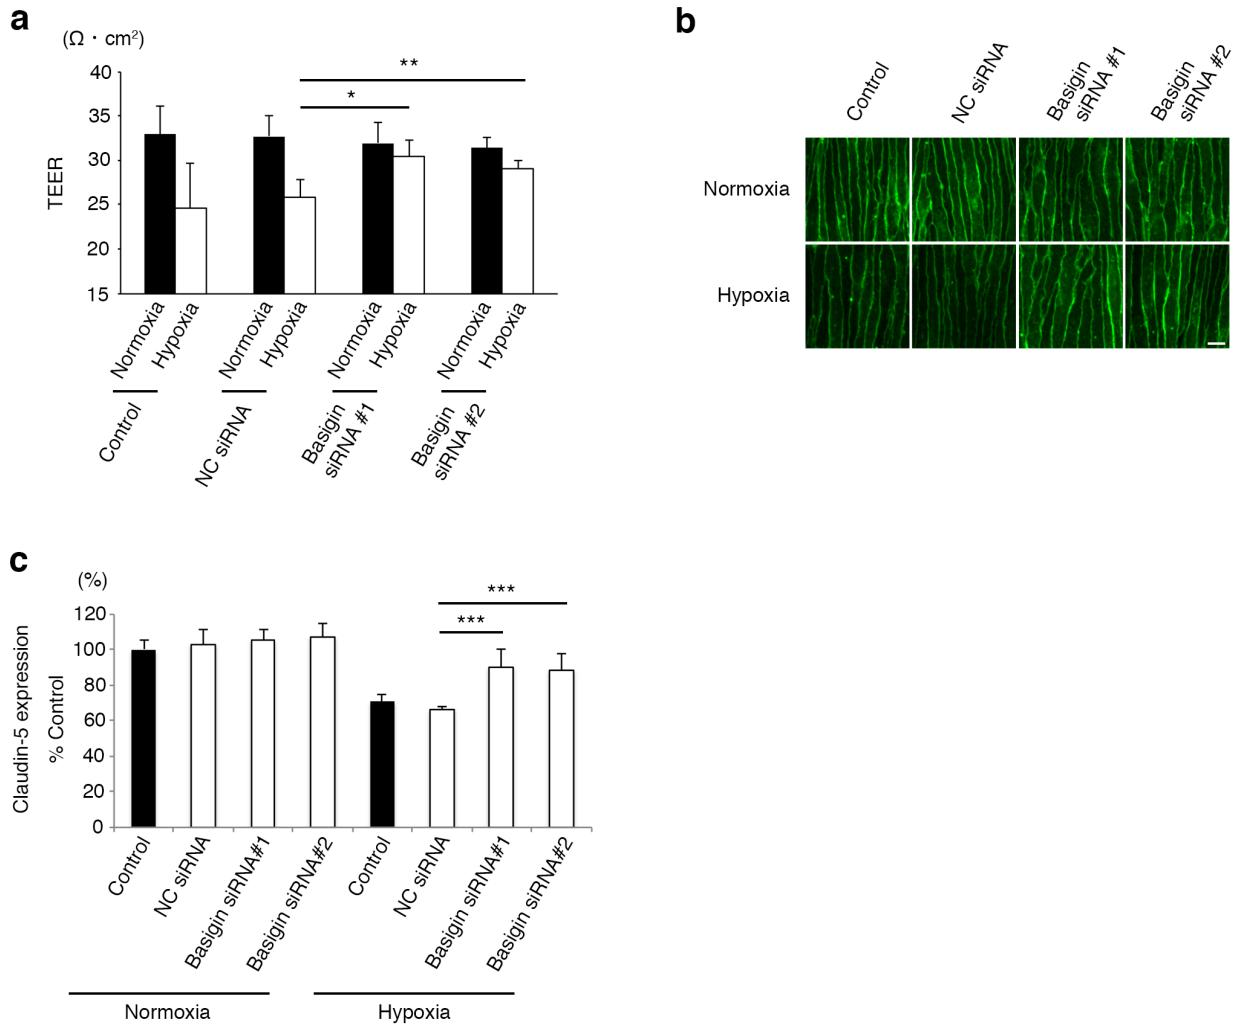 a
(Ω・cm²)
TEER
40
35
30
25
20
15
**
*
Normoxia
Hypoxia
Normoxia
Hypoxia
Normoxia
Hypoxia
Normoxia
Hypoxia
Control
NC siRNA
Basigin
siRNA #1
Basigin
siRNA #2
b
Control
NC siRNA
Basigin
siRNA #1
Basigin
siRNA #2
Normoxia
Hypoxia
c
(%)
Claudin-5 expression
% Control
120
100
80
60
40
20
0
***
***
Control
NC siRNA
Basigin siRNA#1
Basigin siRNA#2
Control
NC siRNA
Basigin siRNA#1
Basigin siRNA#2
Normoxia
Hypoxia